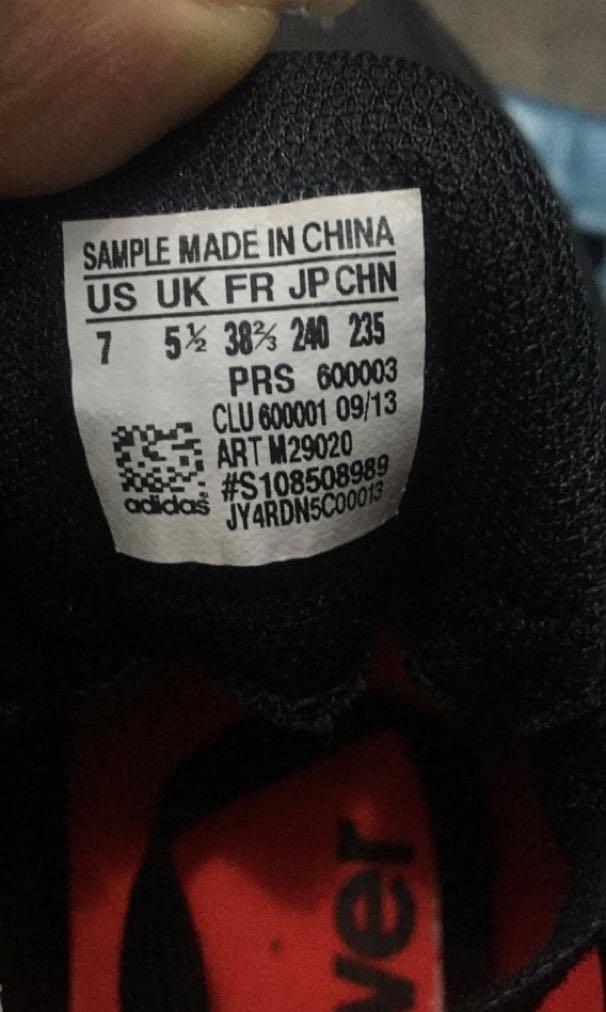 SAMPLE MADE IN CHINA
US UK FR JP CHN
7 5½ 38⅔ 240 235
PRS 600003
CLU 600001 09/13
ART M29020
#S108508989
adidas®
JY4RDN5C00013
ver